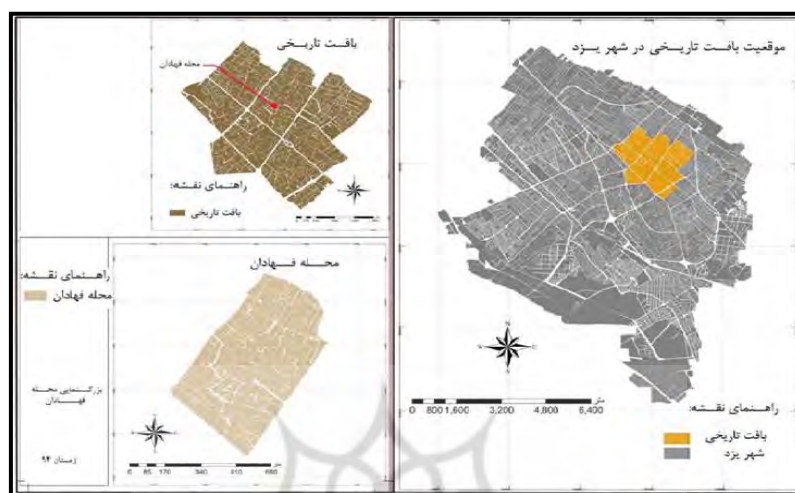 موقعیت بافت تاریخی در شهر یزد
N
S
0 800 1,600 3,200 4,800 6,400
متر
راهنمای نقشه:
بافت تاریخی
شهر یزد
بافت تاریخی
محله فهادان
راهنمای نقشه:
بافت تاریخی
محله فهادان
راهنمای نقشه:
محله فهادان
بزرگنمایی محله
فهادان
زمستان ۹۴
0 85 170 340 510 680